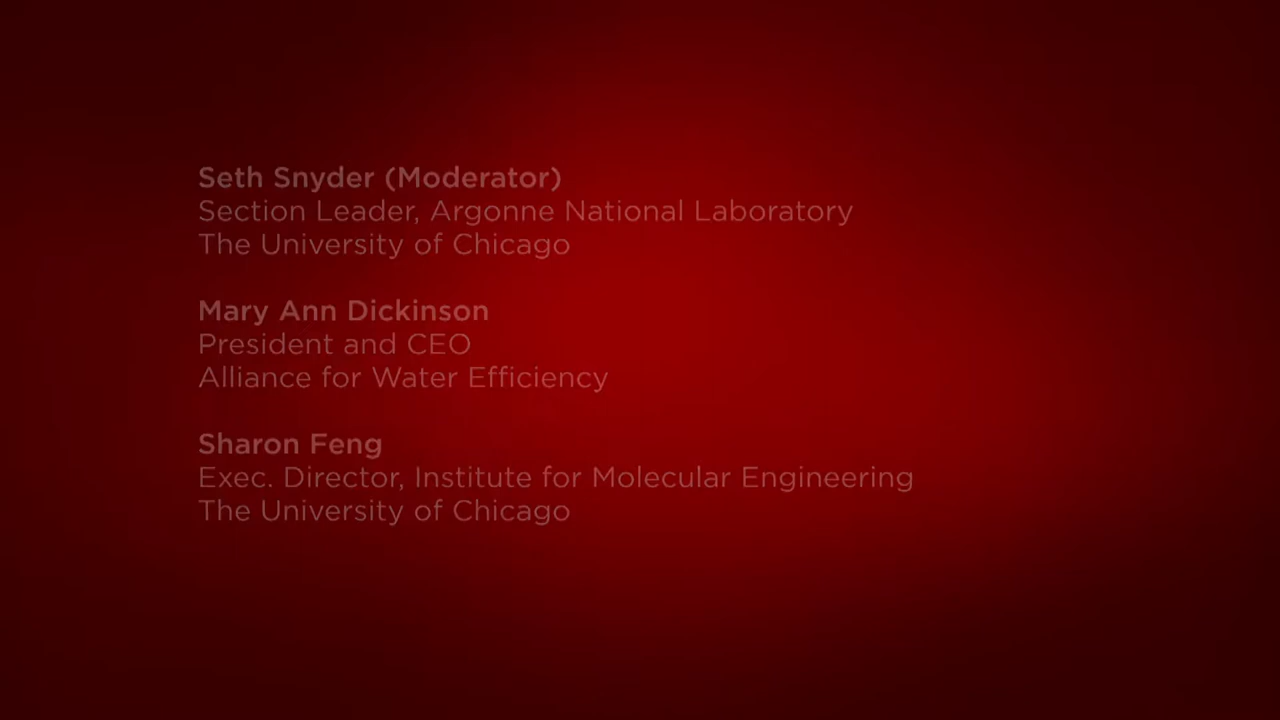 Seth Snyder (Moderator)
Section Leader, Argonne National Laboratory
The University of Chicago
Mary Ann Dickinson
President and CEO
Alliance for Water Efficiency
Sharon Feng
Exec. Director, Institute for Molecular Engineering
The University of Chicago